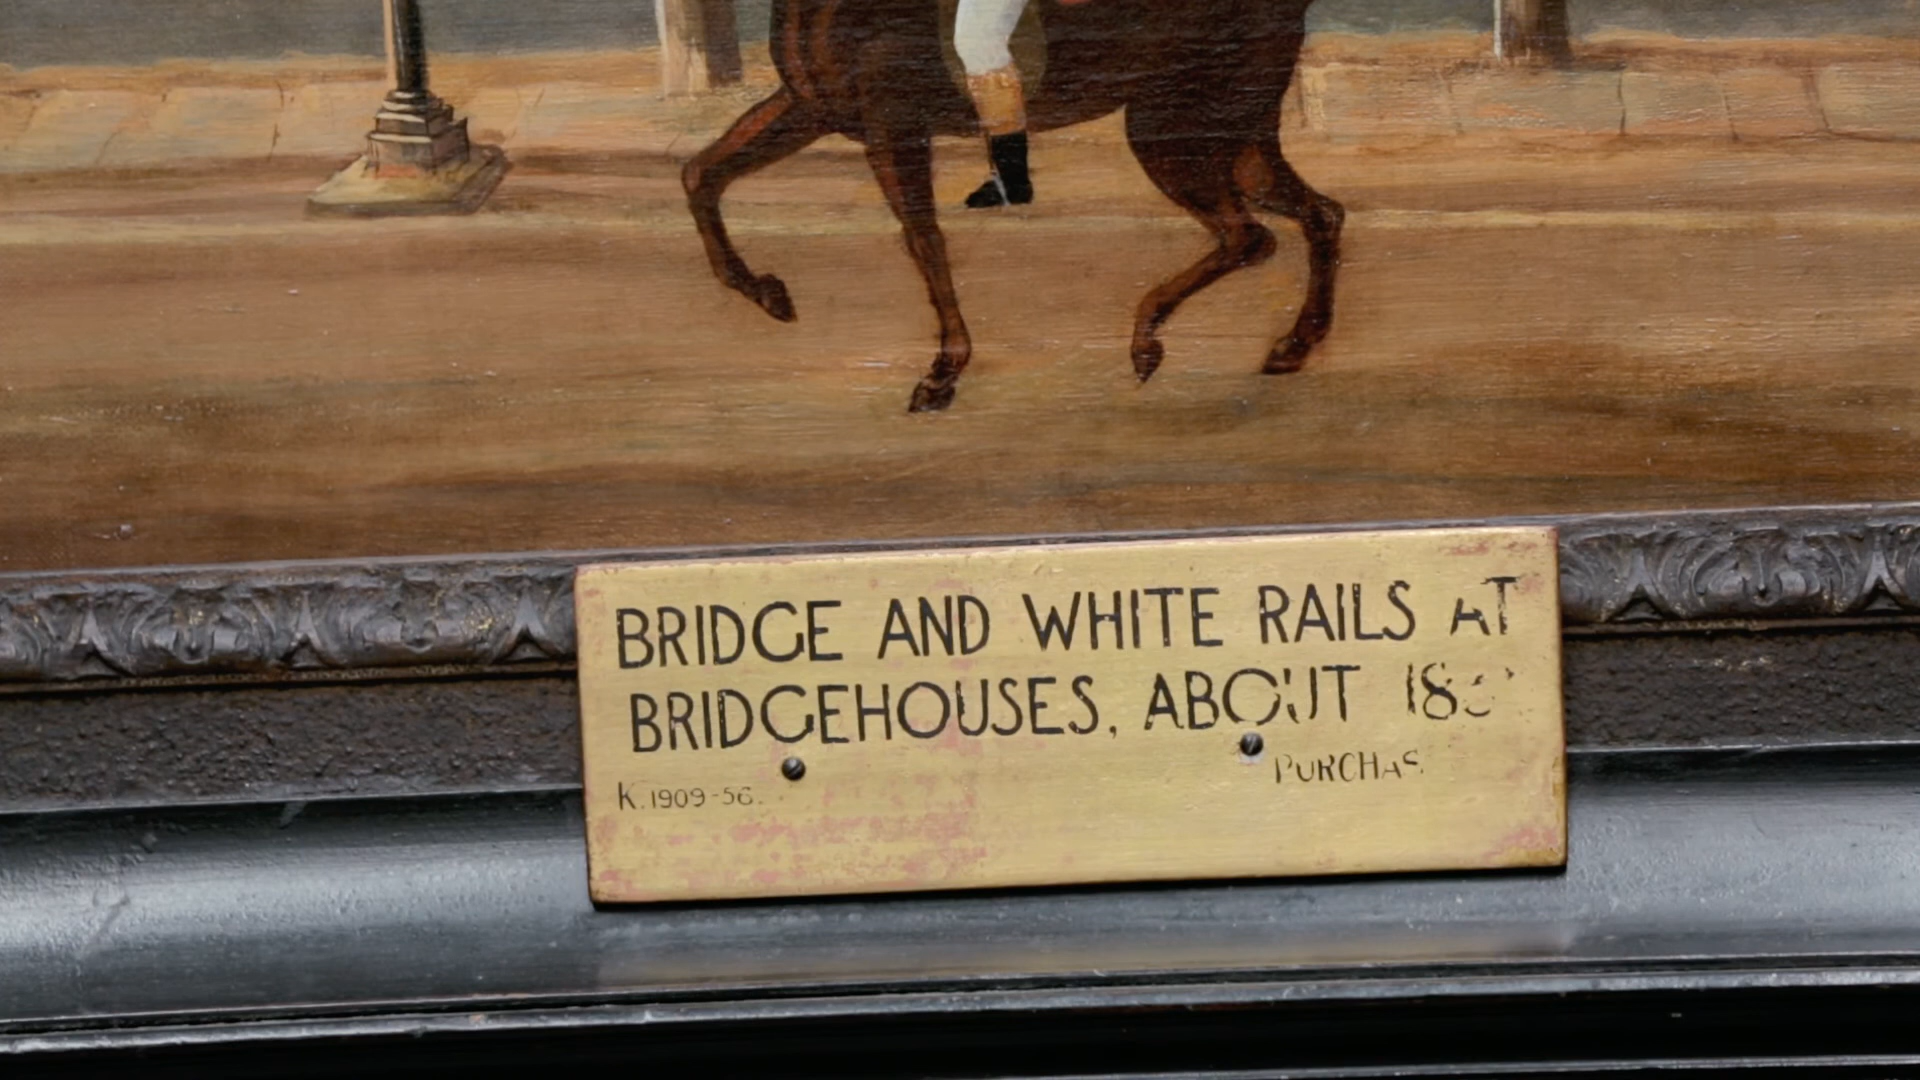 BRIDGE AND WHITE RAILS AT
BRIDGEHOUSES, ABOUT
K.1909-56.